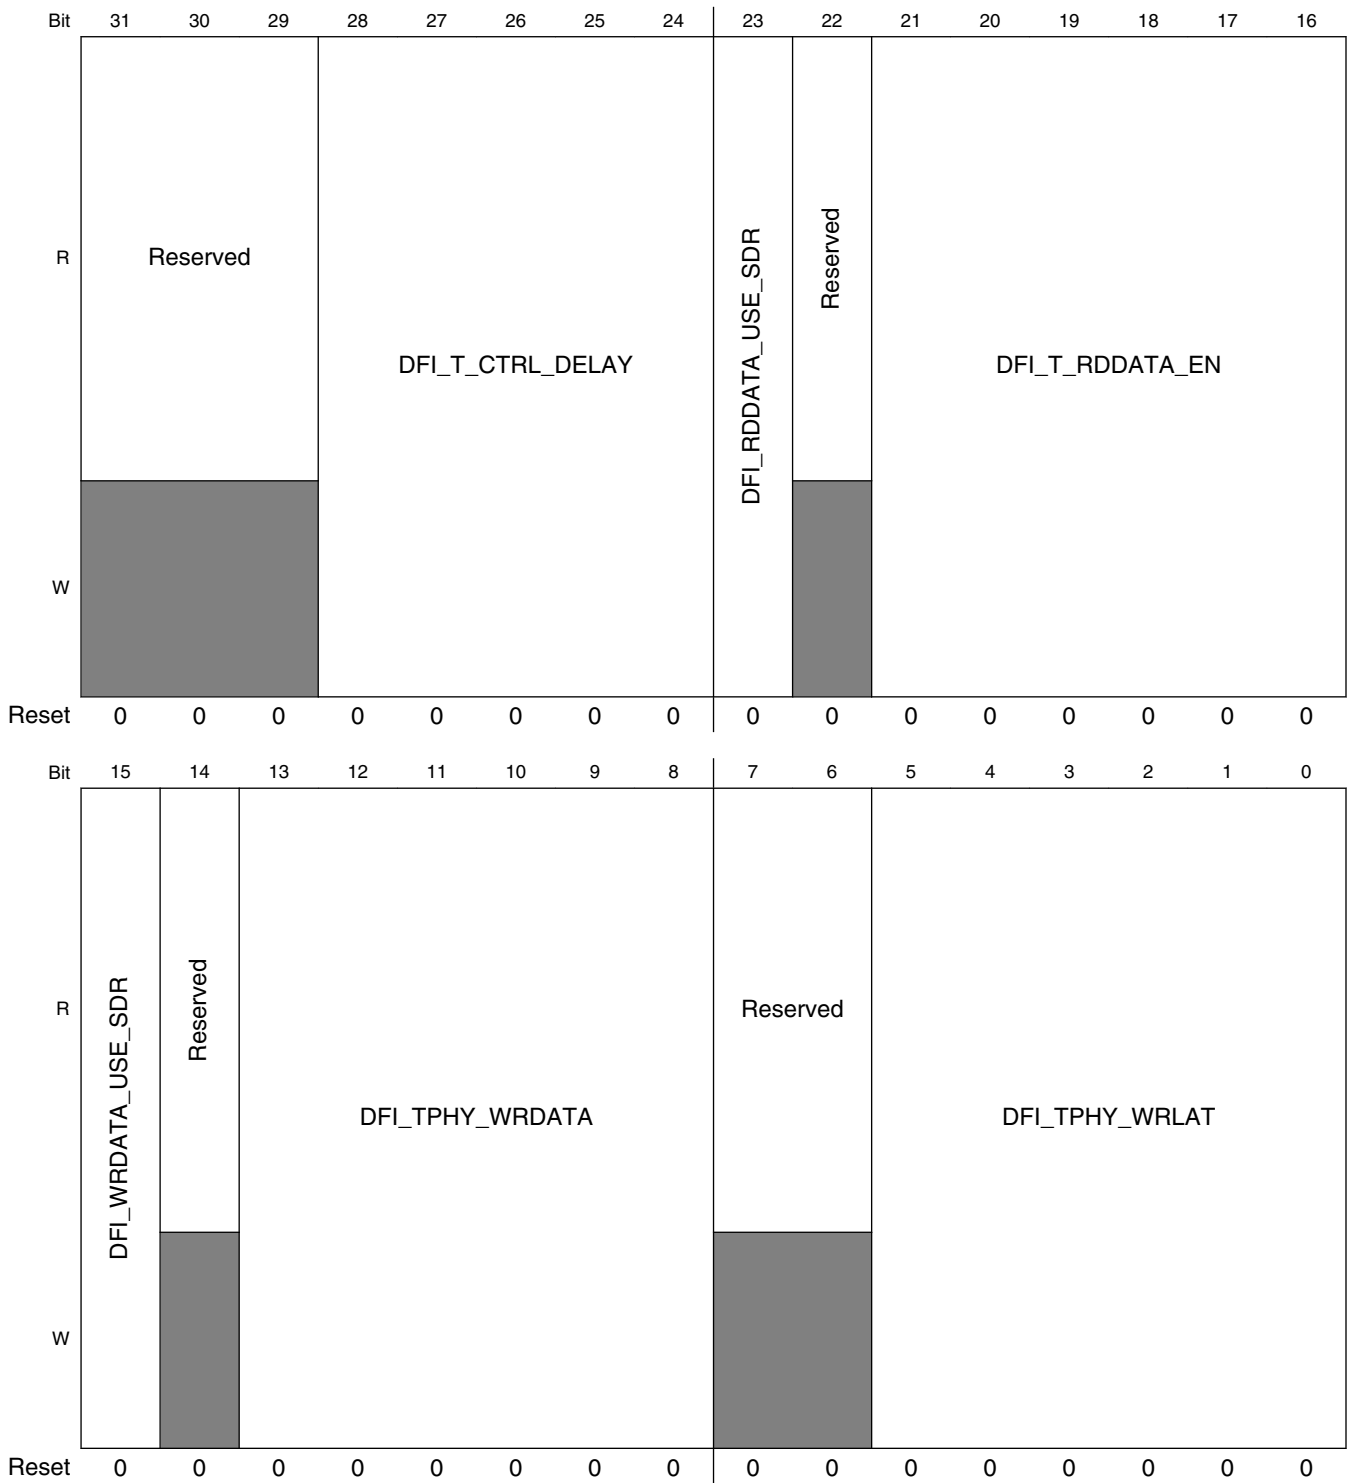 Bit 31 30 29 28 27 26 25 24 23 22 21 20 19 18 17 16
R Reserved DFI_T_CTRL_DELAY DFI_RDDATA_USE_SDR Reserved DFI_T_RDDATA_EN
W
Reset 0 0 0 0 0 0 0 0 0 0 0 0 0 0 0 0
Bit 15 14 13 12 11 10 9 8 7 6 5 4 3 2 1 0
R DFI_WRDATA_USE_SDR Reserved DFI_TPHY_WRDATA Reserved DFI_TPHY_WRLAT
W
Reset 0 0 0 0 0 0 0 0 0 0 0 0 0 0 0 0